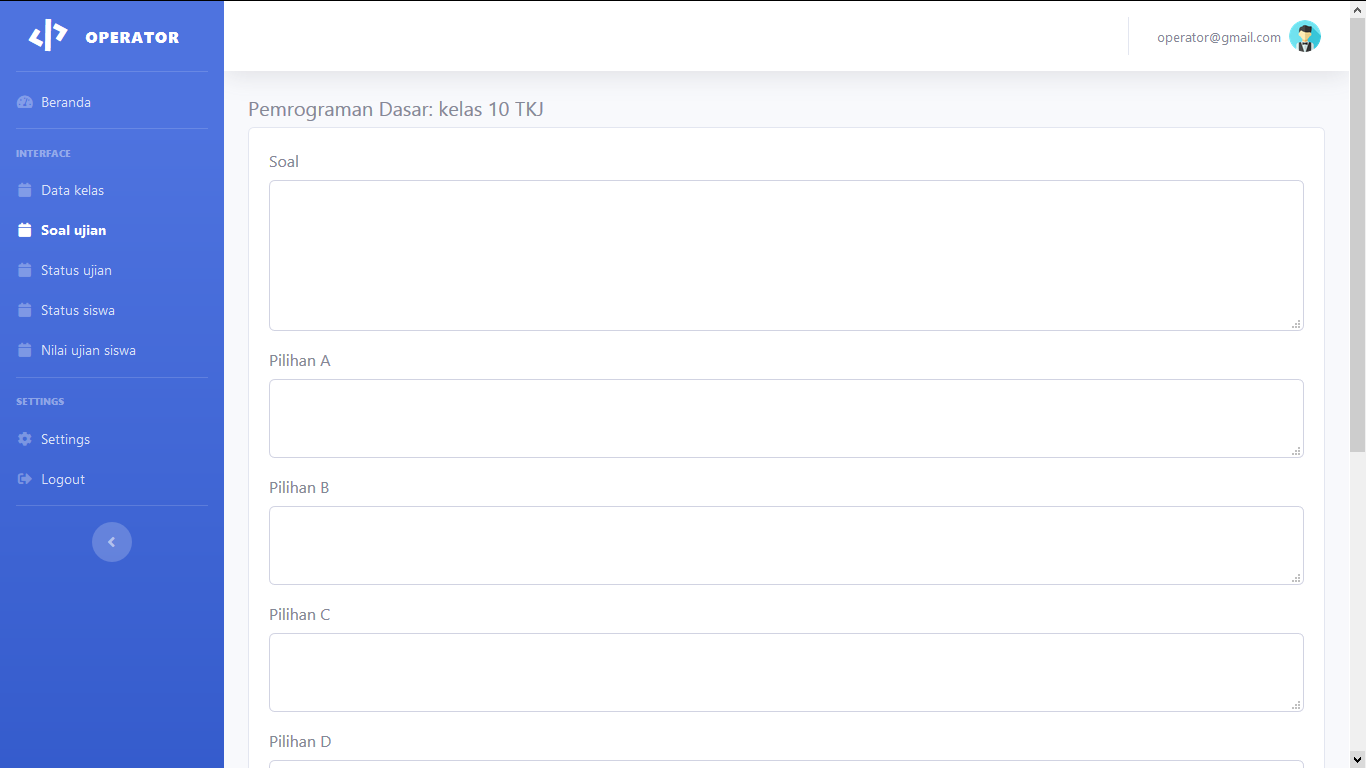 OPERATOR
operator@gmail.com
Beranda
INTERFACE
Data kelas
Soal ujian
Status ujian
Status siswa
Nilai ujian siswa
SETTINGS
Settings
Logout
Pemrograman Dasar: kelas 10 TKJ
Soal
Pilihan A
Pilihan B
Pilihan C
Pilihan D